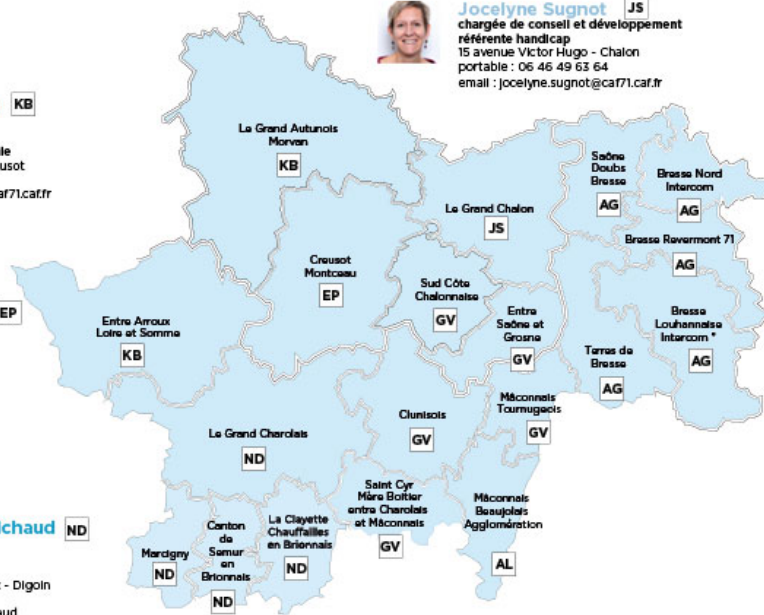 Jocelyne Sugnot JS
chargée de conseil et développement
référente handicap
15 avenue Victor Hugo - Chalon
portable : 06 46 49 63 64
email : jocelyne.sugnot@caf71.caf.fr
KB
af71.caf.fr
EP
ND
- Digoin
Le Grand Autunois
Morvan
KB
Saône
Doubs
Bresse
AG
Bresse Nord
Intercom
AG
Le Grand Chalon
JS
Bresse Revermont 71
AG
Creusot
Montceau
EP
Sud Côte
Chalonnaise
GV
Entre Arroux
Loire et Somme
KB
Entre
Saône et
Grosne
GV
Bresse
Louhannaise
Intercom *
AG
Terres de
Bresse
AG
Mâconnais
Tournugeois
GV
Clunisois
GV
Le Grand Charolais
ND
Saint Cyr
Mère Boitier
entre Charolais
et Mâconnais
GV
Mâconnais
Beaujolais
Agglomération
AL
La Clayette
Chauffailles
en Brionnais
ND
Canton
de
Semur
en
Brionnais
ND
Marcigny
ND